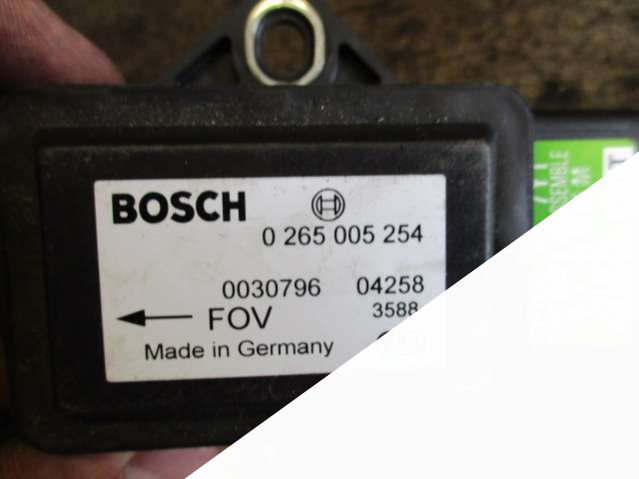 BOSCH
0 265 005 254
0030796 04258
FOV 3588
Made in Germany